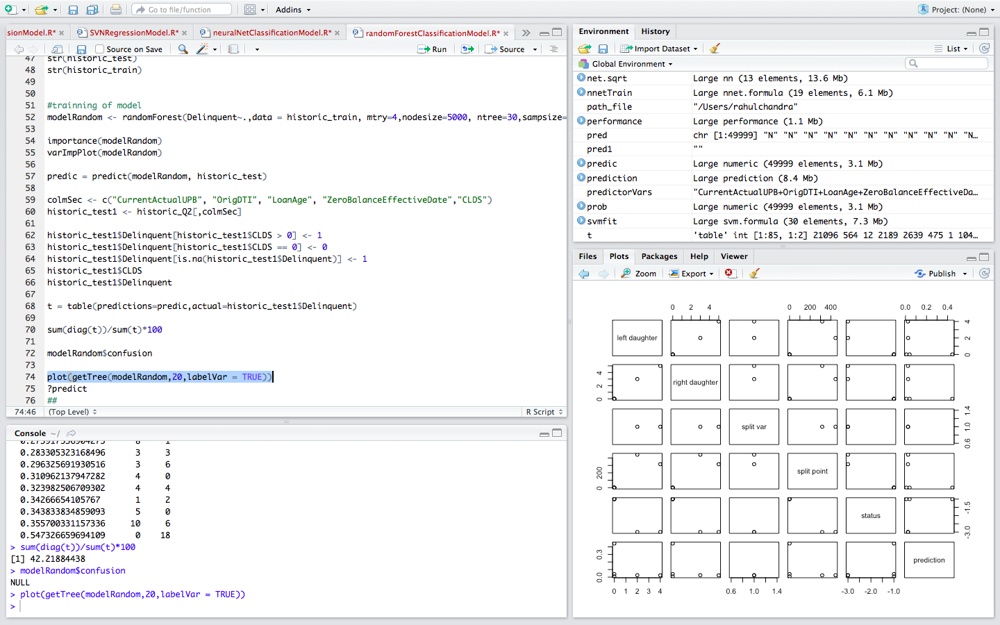 Go to file/function
Addins
Project: (None)
sionModel.R*
SVNRegressionModel.R*
neuralNetClassificationModel.R*
randomForestClassificationModel.R*
Source on Save
Run
Source
47 str(historic_test)
48 str(historic_train)
49
50
51 #trainning of model
52 modelRandom <- randomForest(Delinquent~.,data = historic_train, mtry=4,nodesize=5000, ntree=30,sampsize=
53
54 importance(modelRandom)
55 varImpPlot(modelRandom)
56
57 predic = predict(modelRandom, historic_test)
58
59 colmSec <- c("CurrentActualUPB", "OrigDTI", "LoanAge", "ZeroBalanceEffectiveDate","CLDS")
60 historic_test1 <- historic_Q2[,colmSec]
61
62 historic_test1$Delinquent[historic_test1$CLDS > 0] <- 1
63 historic_test1$Delinquent[historic_test1$CLDS == 0] <- 0
64 historic_test1$Delinquent[is.na(historic_test1$Delinquent)] <- 1
65 historic_test1$CLDS
66 historic_test1$Delinquent
67
68 t = table(predictions=predic,actual=historic_test1$Delinquent)
69
70 sum(diag(t))/sum(t)*100
71
72 modelRandom$confusion
73
74 plot(getTree(modelRandom,20,labelVar = TRUE))
75 ?predict
76 ##
74:46 (Top Level) R Script
Console ~/
0.283305323168496 3 3
0.296325691930516 3 6
0.310962137947282 4 0
0.323982506709302 4 4
0.34266654105767 1 2
0.343833834859093 5 0
0.355700331157336 10 6
0.547326659694109 0 18
> sum(diag(t))/sum(t)*100
[1] 42.21884438
> modelRandom$confusion
NULL
> plot(getTree(modelRandom,20,labelVar = TRUE))
>
Environment History
Import Dataset List
Global Environment
net.sqrt Large nn (13 elements, 13.6 Mb)
nnetTrain Large nnet.formula (19 elements, 6.1 Mb)
path_file "/Users/rahulchandra"
performance Large performance (1.1 Mb)
pred chr [1:49999] "N" "N" "N" "N" "N" "N" "N" "N" "N" "N" "N…
pred1 ""
predic Large numeric (49999 elements, 3.1 Mb)
prediction Large prediction (8.4 Mb)
predictorVars "CurrentActualUPB+OrigDTI+LoanAge+ZeroBalanceEffectiveDa…
prob Large numeric (49999 elements, 3.1 Mb)
svmfit Large svm.formula (30 elements, 7.3 Mb)
t 'table' int [1:85, 1:2] 21096 564 12 2189 2639 475 1 104…
Files Plots Packages Help Viewer
Zoom Export Publish
0 2 4 0 200 400 0.0 0.2 0.4
left daughter 0 2 4
0 2 4 right daughter
split var 0.6 1.0 1.4
0 200 split point
status -3.0 -1.5
0.0 0.3 prediction
0 1 2 3 4 0.6 1.0 1.4 -3.0 -2.0 -1.0